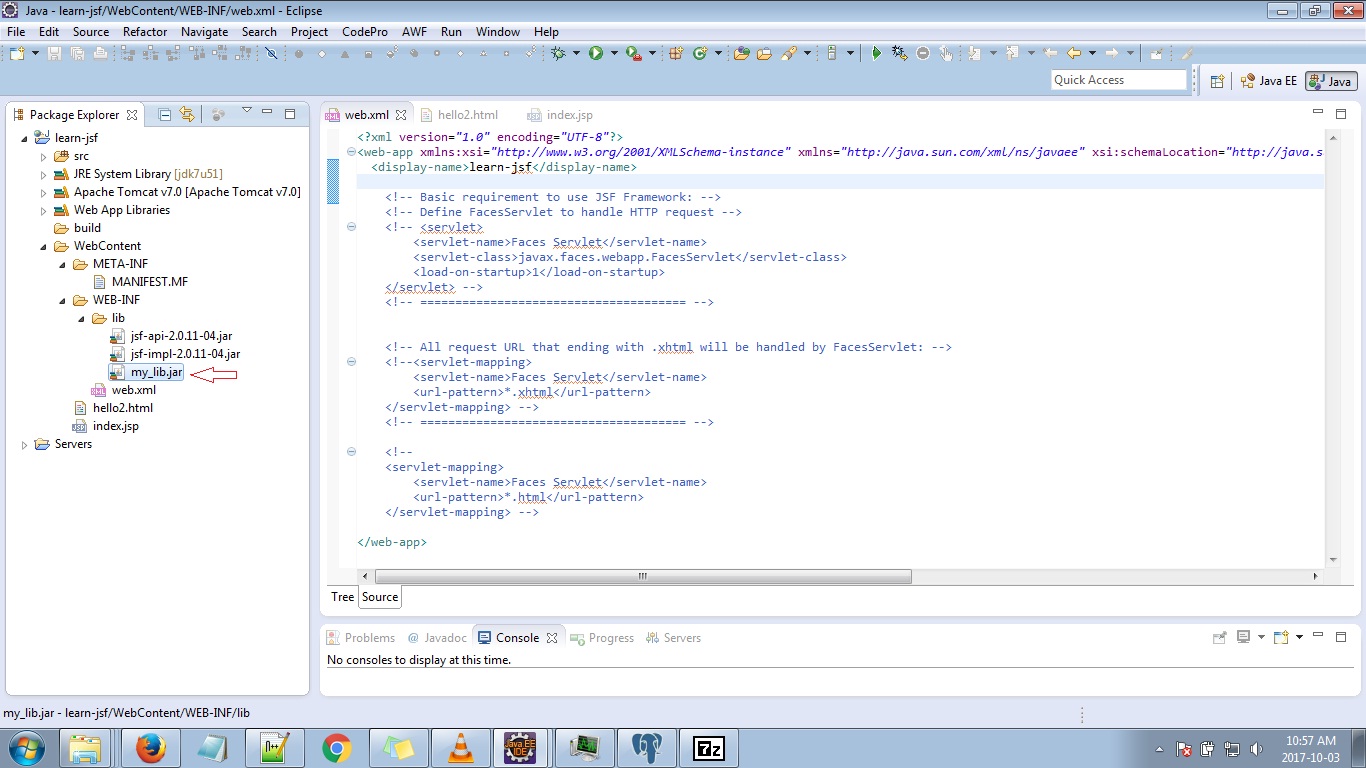 Java - learn-jsf/WebContent/WEB-INF/web.xml - Eclipse
File Edit Source Refactor Navigate Search Project CodePro AWF Run Window Help
Quick Access
Java EE
Java
Package Explorer
learn-jsf
src
JRE System Library [jdk7u51]
Apache Tomcat v7.0 [Apache Tomcat v7.0]
Web App Libraries
build
WebContent
META-INF
MANIFEST.MF
WEB-INF
lib
jsf-api-2.0.11-04.jar
jsf-impl-2.0.11-04.jar
my_lib.jar
web.xml
hello2.html
index.jsp
Servers
web.xml hello2.html index.jsp
<?xml version="1.0" encoding="UTF-8"?>
<web-app xmlns:xsi="http://www.w3.org/2001/XMLSchema-instance" xmlns="http://java.sun.com/xml/ns/javaee" xsi:schemaLocation="http://java.s
<display-name>learn-jsf</display-name>
<!-- Basic requirement to use JSF Framework: -->
<!-- Define FacesServlet to handle HTTP request -->
<!-- <servlet>
<servlet-name>Faces Servlet</servlet-name>
<servlet-class>javax.faces.webapp.FacesServlet</servlet-class>
<load-on-startup>1</load-on-startup>
</servlet> -->
<!-- ====================================== -->
<!-- All request URL that ending with .xhtml will be handled by FacesServlet: -->
<!--<servlet-mapping>
<servlet-name>Faces Servlet</servlet-name>
<url-pattern>*.xhtml</url-pattern>
</servlet-mapping> -->
<!-- ====================================== -->
<!--
<servlet-mapping>
<servlet-name>Faces Servlet</servlet-name>
<url-pattern>*.html</url-pattern>
</servlet-mapping> -->
</web-app>
Tree Source
Problems @ Javadoc Console Progress Servers
No consoles to display at this time.
my_lib.jar - learn-jsf/WebContent/WEB-INF/lib
Java EE
IDE
7z
10:57 AM
2017-10-03